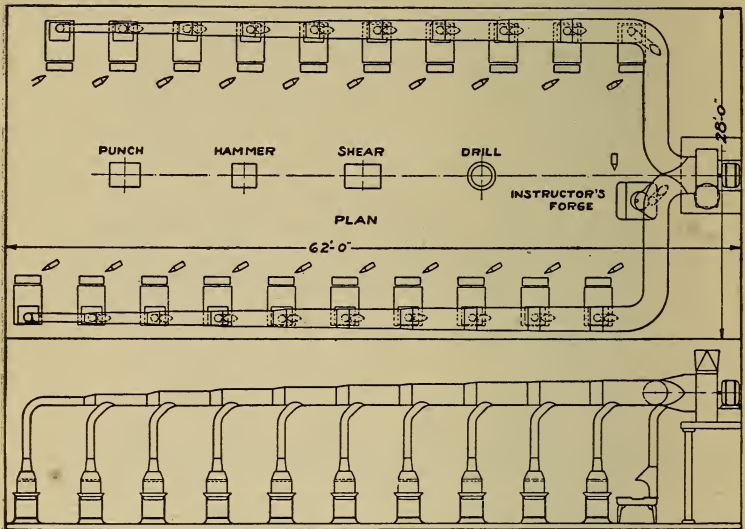 PUNCH
HAMMER
SHEAR
DRILL
INSTRUCTOR'S
FORGE
PLAN
62'-0"
28'-0"